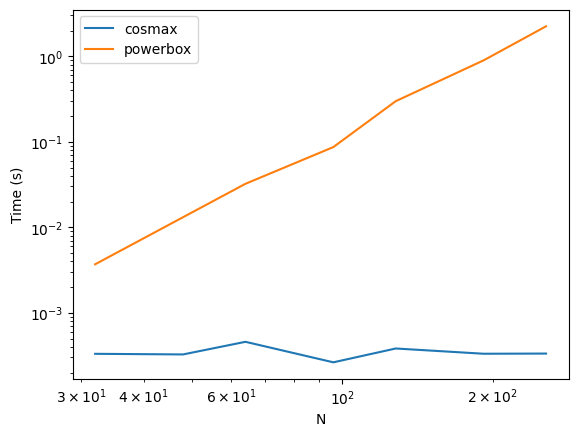 cosmax
powerbox
10⁰
10⁻¹
10⁻²
10⁻³
Time (s)
3 × 10¹ 4 × 10¹ 6 × 10¹ 10² 2 × 10²
N